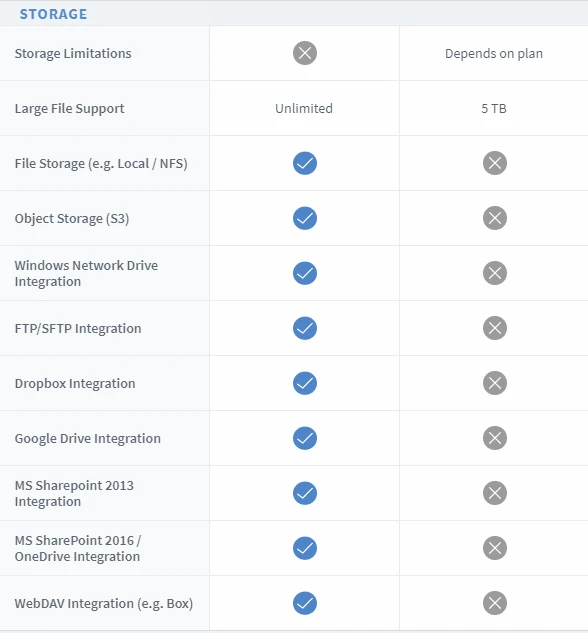 STORAGE
Storage Limitations
Depends on plan
Large File Support
Unlimited
5 TB
File Storage (e.g. Local / NFS)
Object Storage (S3)
Windows Network Drive
Integration
FTP/SFTP Integration
Dropbox Integration
Google Drive Integration
MS Sharepoint 2013
Integration
MS SharePoint 2016 /
OneDrive Integration
WebDAV Integration (e.g. Box)